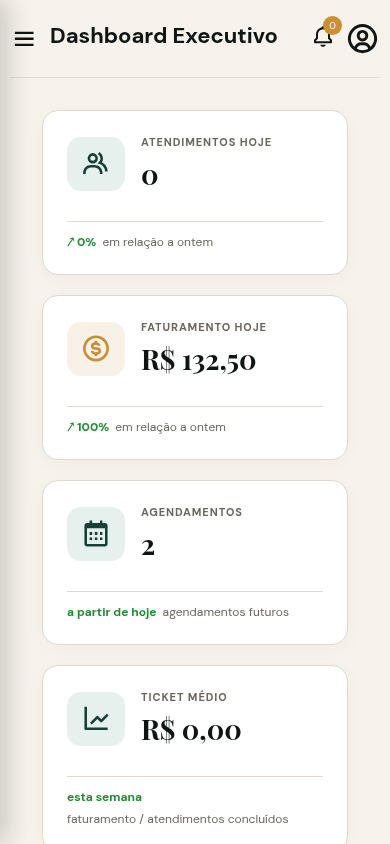 Dashboard Executivo
0
ATENDIMENTOS HOJE
0
↗ 0% em relação a ontem
FATURAMENTO HOJE
R$ 132,50
↗ 100% em relação a ontem
AGENDAMENTOS
2
a partir de hoje agendamentos futuros
TICKET MÉDIO
R$ 0,00
esta semana
faturamento / atendimentos concluídos